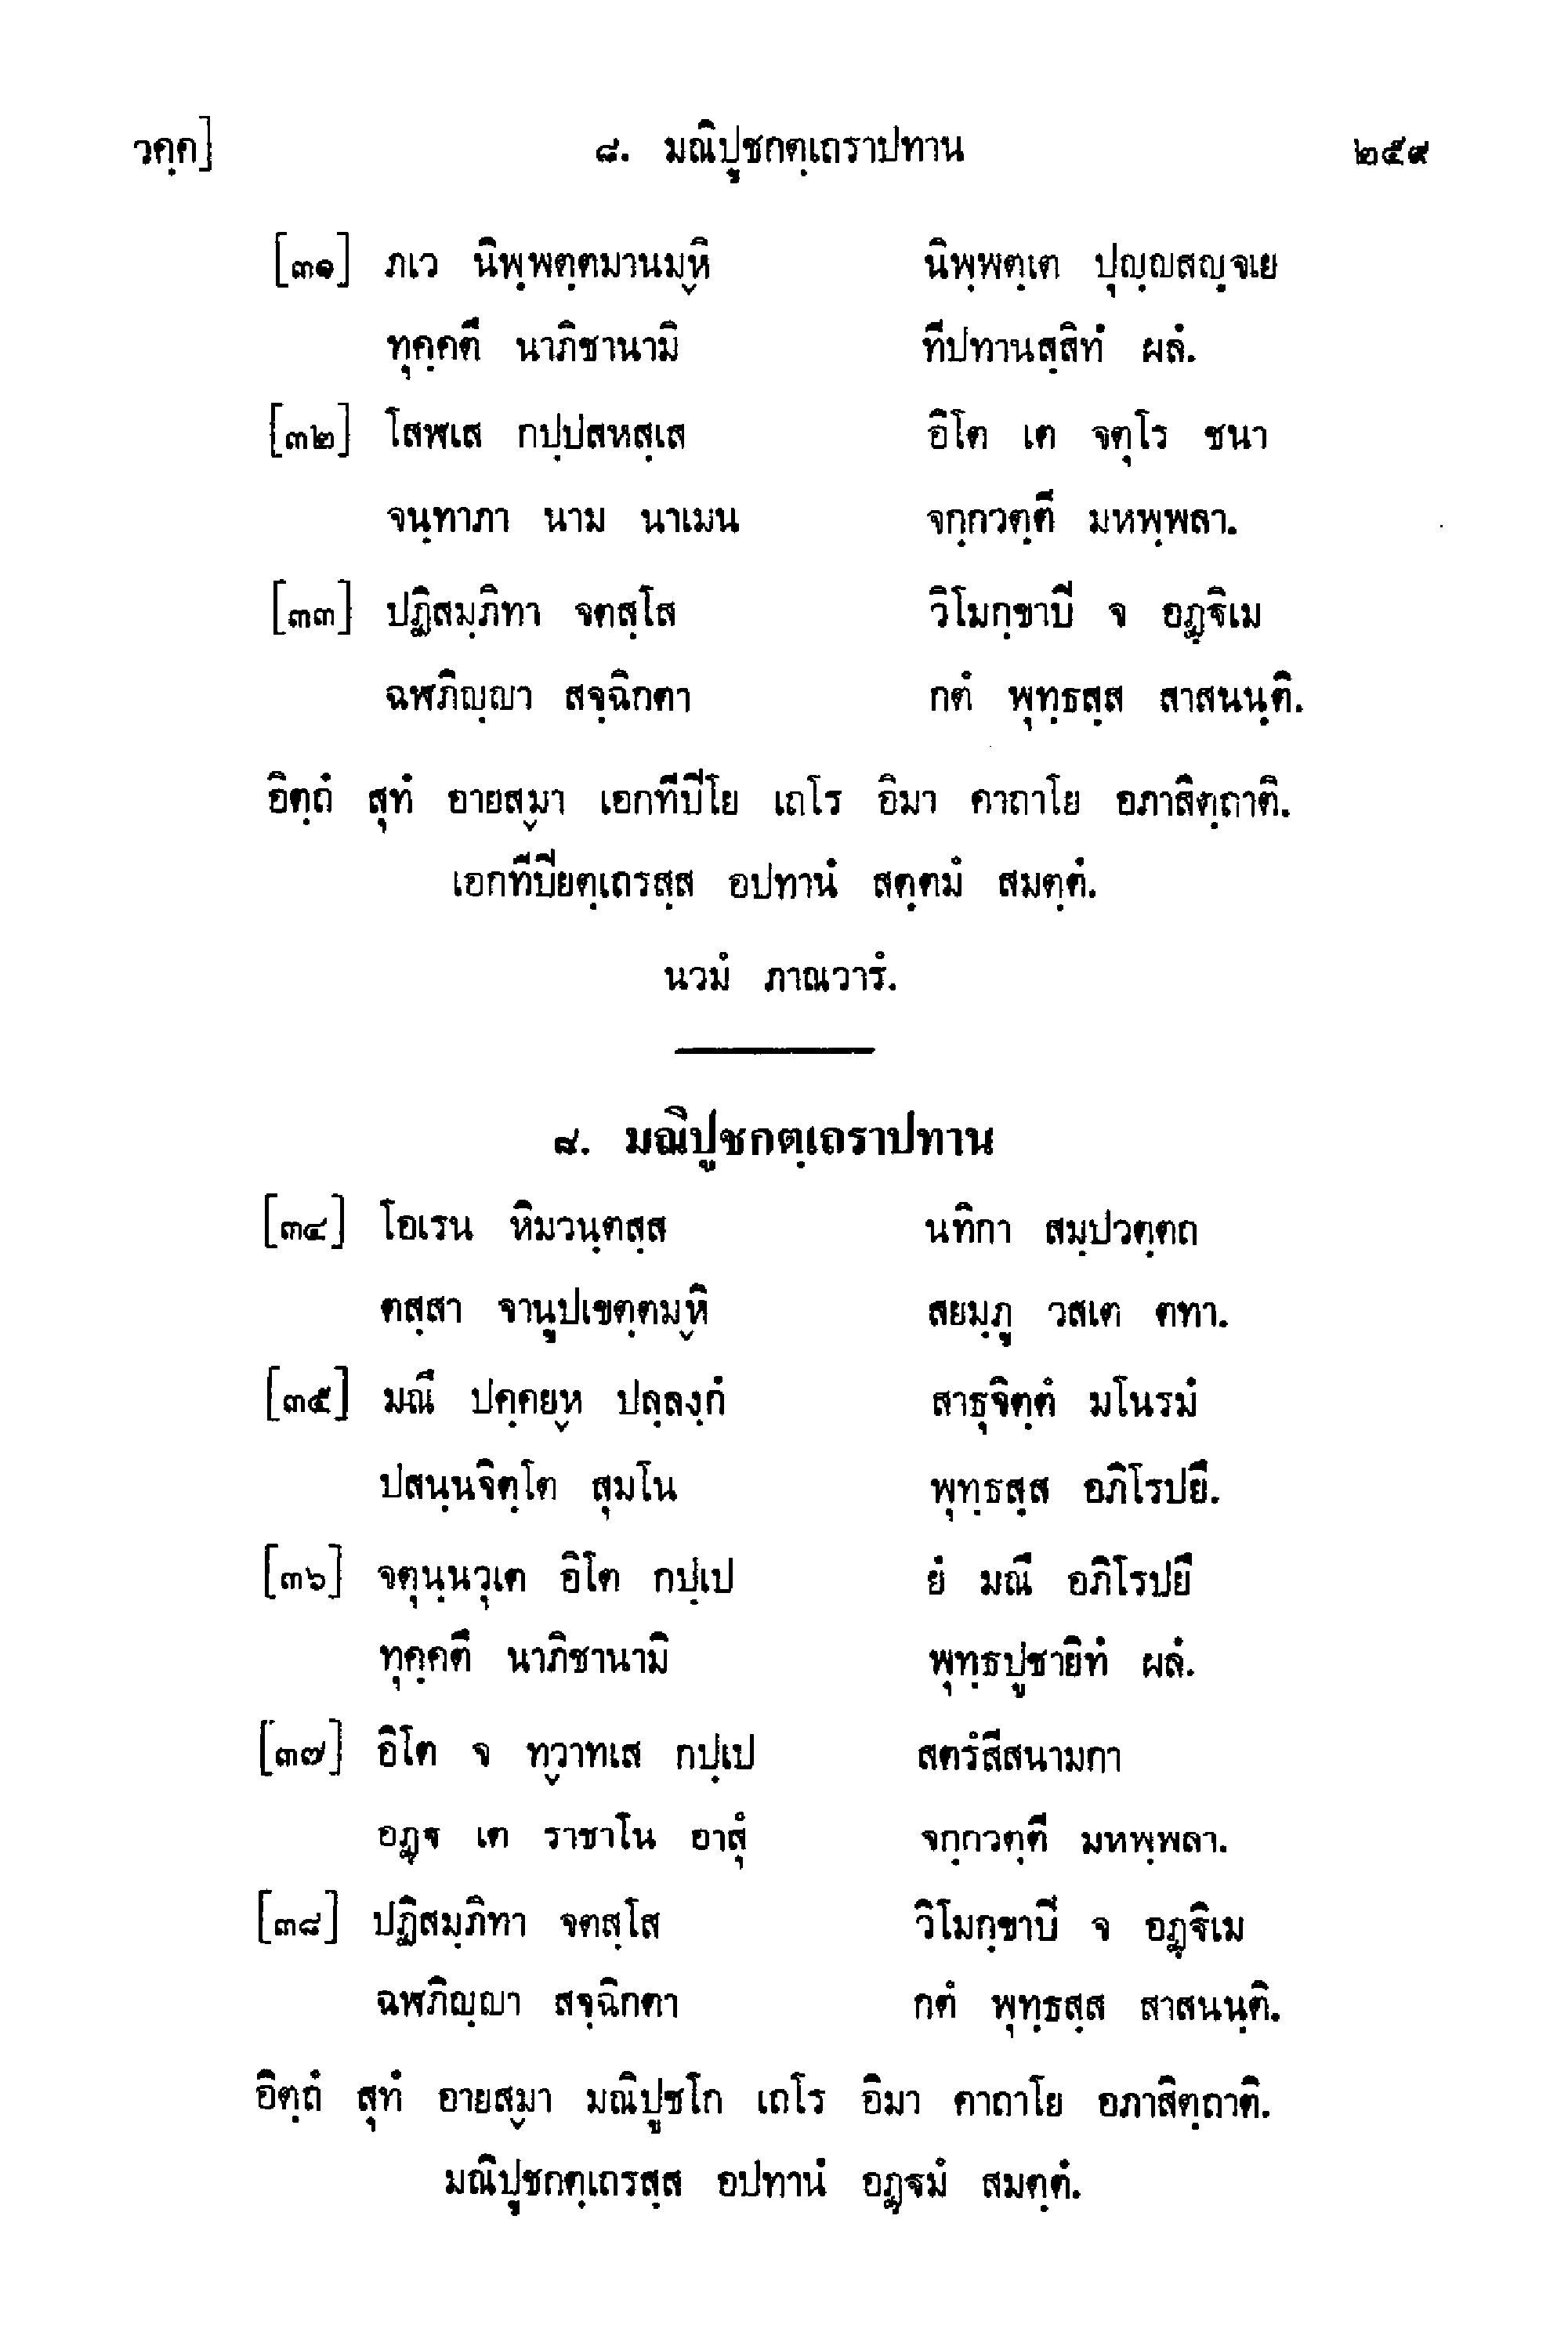 วคฺค] ๘. มณิปูชกตฺเถราปทาน ๒๕๙
[๓๑] ภเว นิพฺพตฺตมานมฺหิ นิพฺพตฺเต ปุญฺญสญฺจเย
ทุคฺคตึ นาภิชานามิ ทีปทานสฺสิทํ ผลํ.
[๓๒] โสฬเส กปฺปสหสฺเส อิโต เต จตุโร ชนา
จนฺทาภา นาม นาเมน จกฺกวตฺตี มหพฺพลา.
[๓๓] ปฏิสมฺภิทา จตสฺโส วิโมกฺขาปิ จ อฏฺฐิเม
ฉฬภิญฺญา สจฺฉิกตา กตํ พุทฺธสฺส สาสนนฺติ.
อิตฺถํ สุทํ อายสฺมา เอกทีปิโย เถโร อิมา คาถาโย อภาสิตฺถาติ.
เอกทีปิยตฺเถรสฺส อปทานํ สตฺตมํ สมตฺตํ.
นวมํ ภาณวารํ.
๘. มณิปูชกตฺเถราปทาน
[๓๔] โอเรน หิมวนฺตสฺส นทิกา สมฺปวตฺตถ
ตสฺสา จานูปเขตฺตมฺหิ สยมฺภู วสเต ตทา.
[๓๕] มณึ ปคฺคยฺห ปลฺลงฺกํ สาธุจิตฺตํ มโนรมํ
ปสนฺนจิตฺโต สุมโน พุทฺธสฺส อภิโรปยึ.
[๓๖] จตุนฺนวุเต อิโต กปฺเป ยํ มณึ อภิโรปยึ
ทุคฺคตึ นาภิชานามิ พุทฺธปูชายิทํ ผลํ.
[๓๗] อิโต จ ทฺวาทเส กปฺเป สตรํสีสนามกา
อฏฺฐ เต ราชาโน อาสุํ จกฺกวตฺตี มหพฺพลา.
[๓๘] ปฏิสมฺภิทา จตสฺโส วิโมกฺขาปิ จ อฏฺฐิเม
ฉฬภิญฺญา สจฺฉิกตา กตํ พุทฺธสฺส สาสนนฺติ.
อิตฺถํ สุทํ อายสฺมา มณิปูชโก เถโร อิมา คาถาโย อภาสิตฺถาติ.
มณิปูชกตฺเถรสฺส อปทานํ อฏฺฐมํ สมตฺตํ.